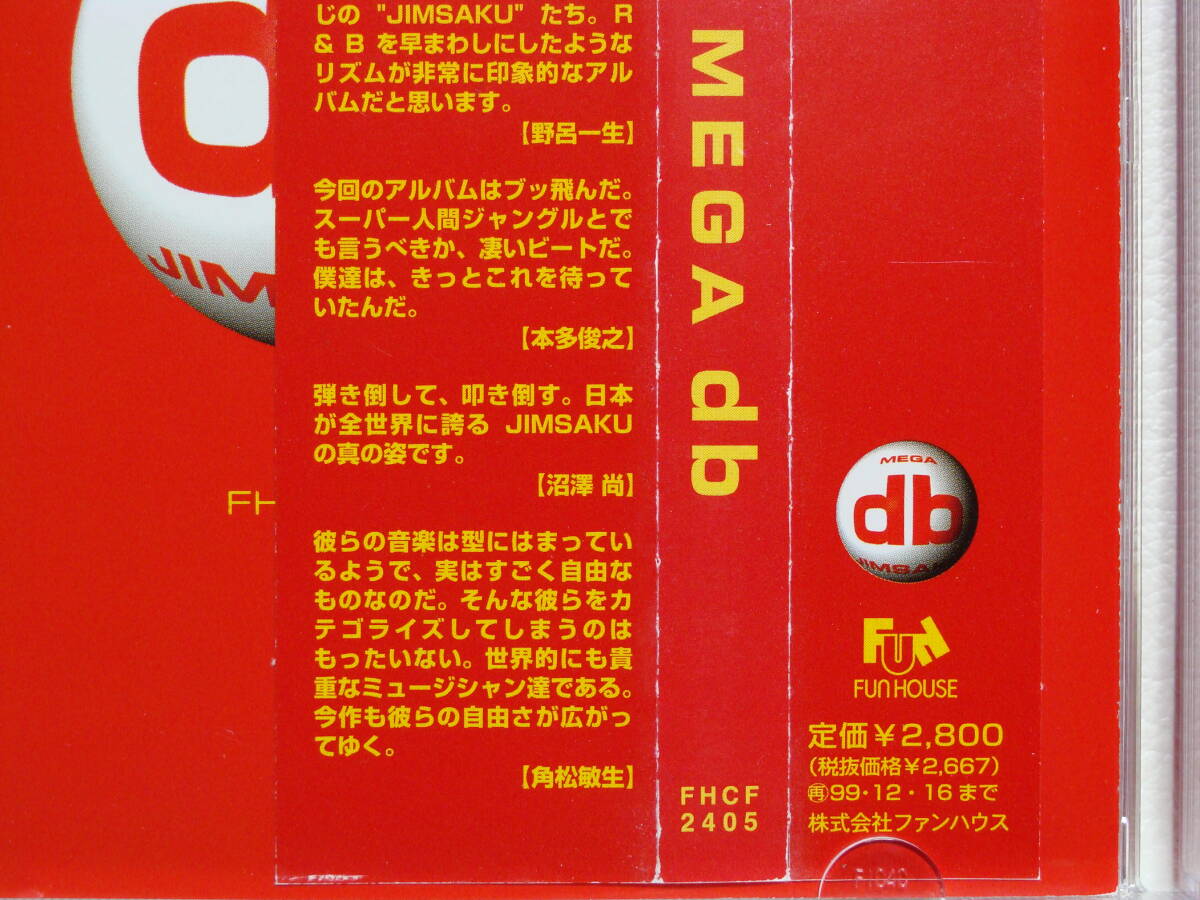 じの "JIMSAKU" たち。R
& B を早まわしにしたような
リズムが非常に印象的なアル
バムだと思います。
【野呂一生】
今回のアルバムはブッ飛んだ。
スーパー人間ジャングルとで
も言うべきか、凄いビートだ。
僕達は、きっとこれを待って
いたんだ。
【本多俊之】
弾き倒して、叩き倒す。日本
が全世界に誇る JIMSAKU
の真の姿です。
【沼澤 尚】
彼らの音楽は型にはまってい
るようで、実はすごく自由な
ものなのだ。そんな彼らをカ
テゴライズしてしまうのは
もったいない。世界的にも貴
重なミュージシャン達である。
今作も彼らの自由さが広がっ
てゆく。
【角松敏生】
MEGA db
FHCF
2405
MEGA
db
JIMSAKU
FUN
FUN HOUSE
定価￥2,800
(税抜価格￥2,667)
㊢99・12・16まで
株式会社ファンハウス
d
JIM
FH